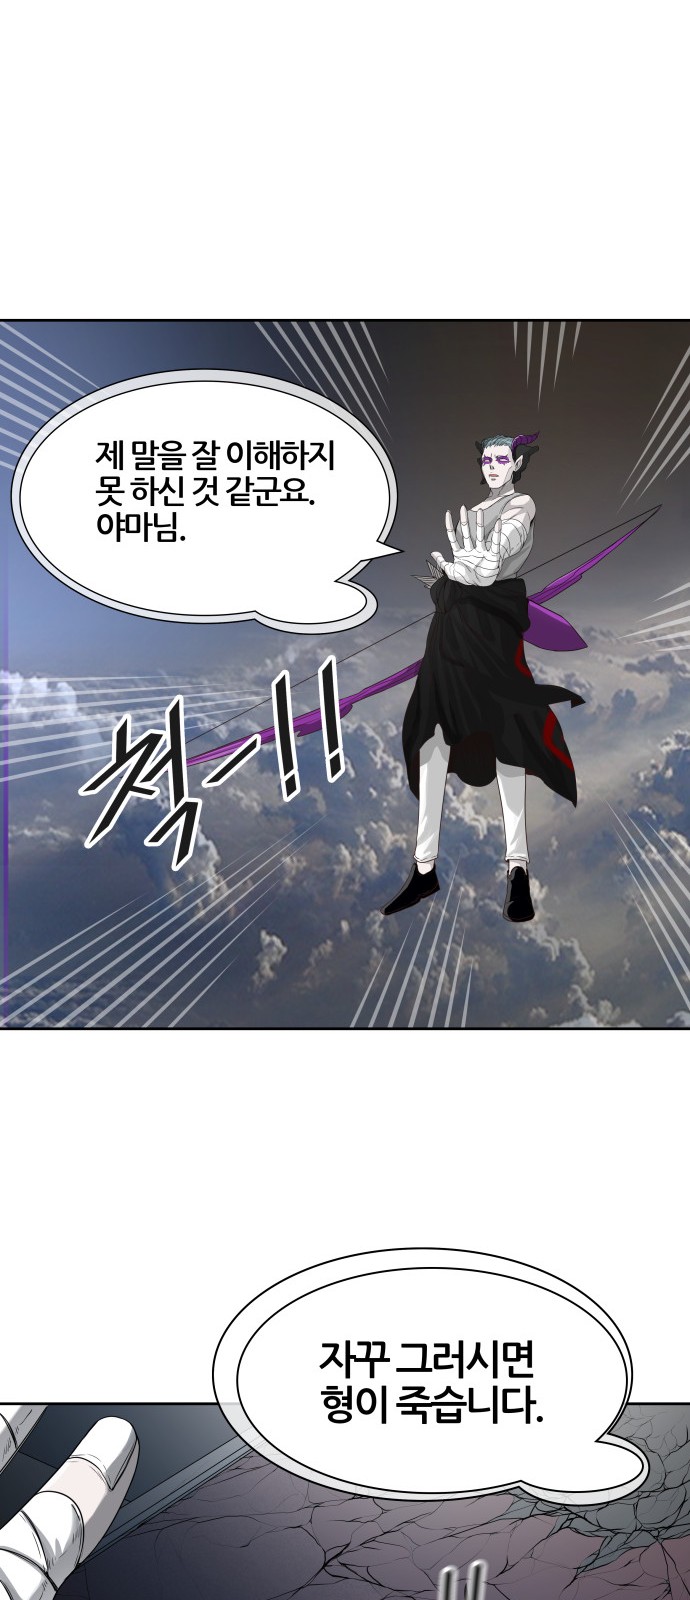 제 말을 잘 이해하지
못 하신 것 같군요.
야마님.
척-!!
자꾸 그러시면
형이 죽습니다.